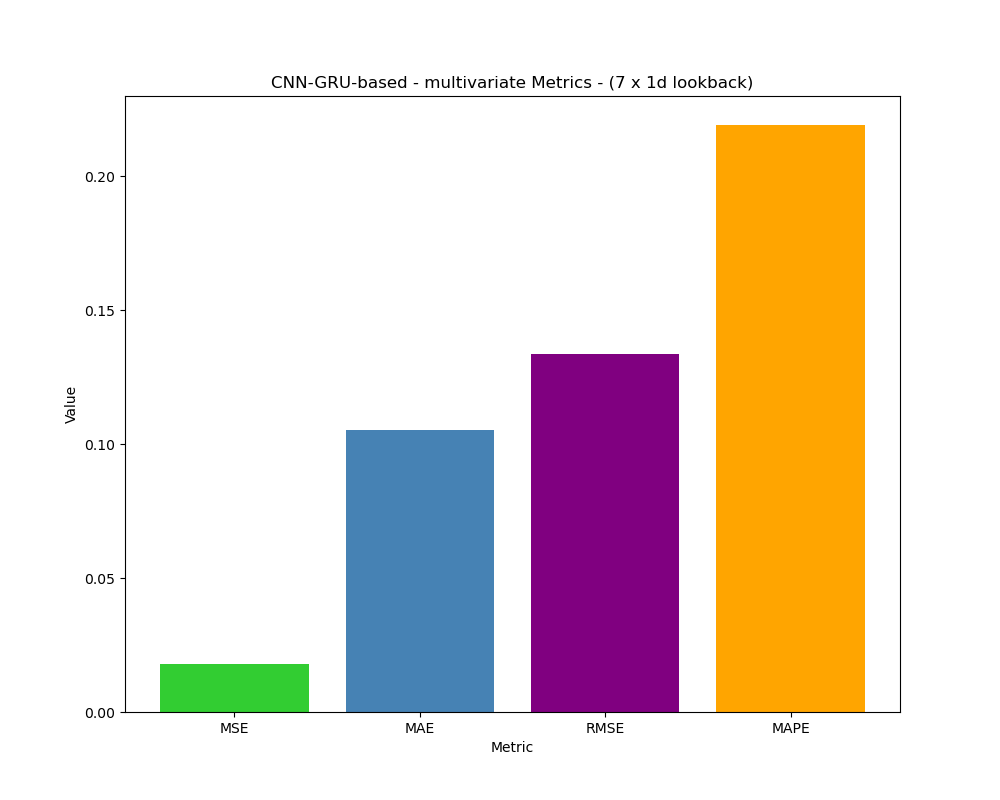 CNN-GRU-based - multivariate Metrics - (7 x 1d lookback)
0.20
0.15
0.10
0.05
0.00
Value
MSE MAE RMSE MAPE
Metric